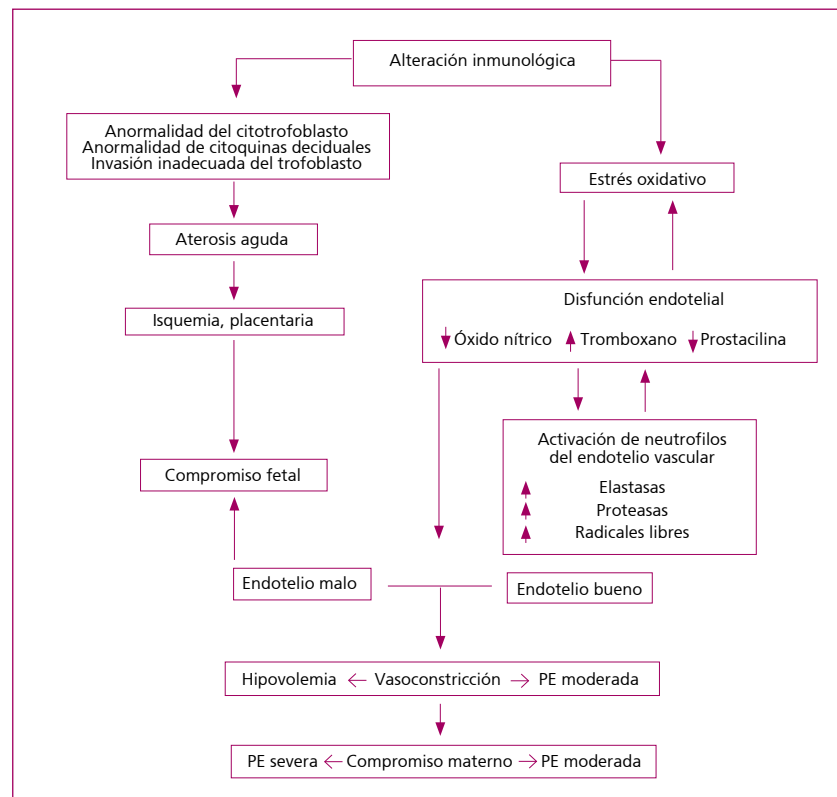 Alteración inmunológica
Anormalidad del citotrofoblasto
Anormalidad de citoquinas deciduales
Invasión inadecuada del trofoblasto
Estrés oxidativo
Aterosis aguda
Disfunción endotelial
Óxido nítrico Tromboxano Prostacilina
Isquemia, placentaria
Activación de neutrofilos
del endotelio vascular
Elastasas
Proteasas
Radicales libres
Compromiso fetal
Endotelio malo
Endotelio bueno
Hipovolemia ← Vasoconstricción → PE moderada
PE severa ← Compromiso materno → PE moderada